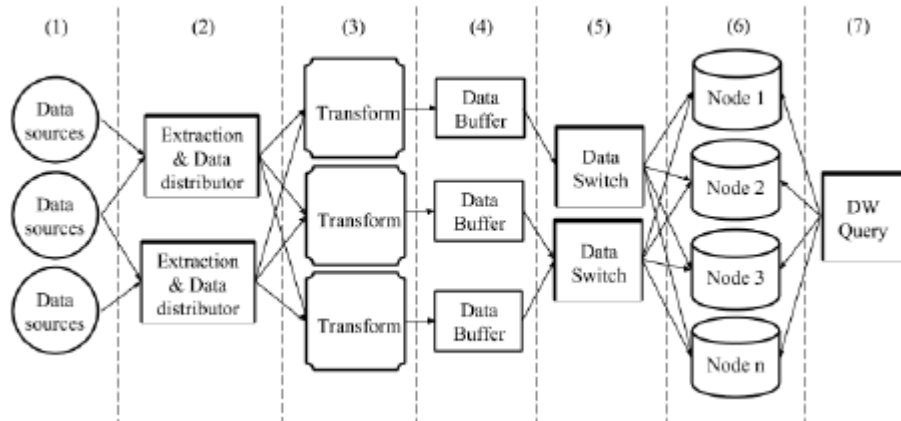 (1)
(2)
(3)
(4)
(5)
(6)
(7)
Data
sources
Data
sources
Data
sources
Extraction
& Data
distributor
Extraction
& Data
distributor
Transform
Transform
Transform
Data
Buffer
Data
Buffer
Data
Buffer
Data
Switch
Data
Switch
Node 1
Node 2
Node 3
Node n
DW
Query